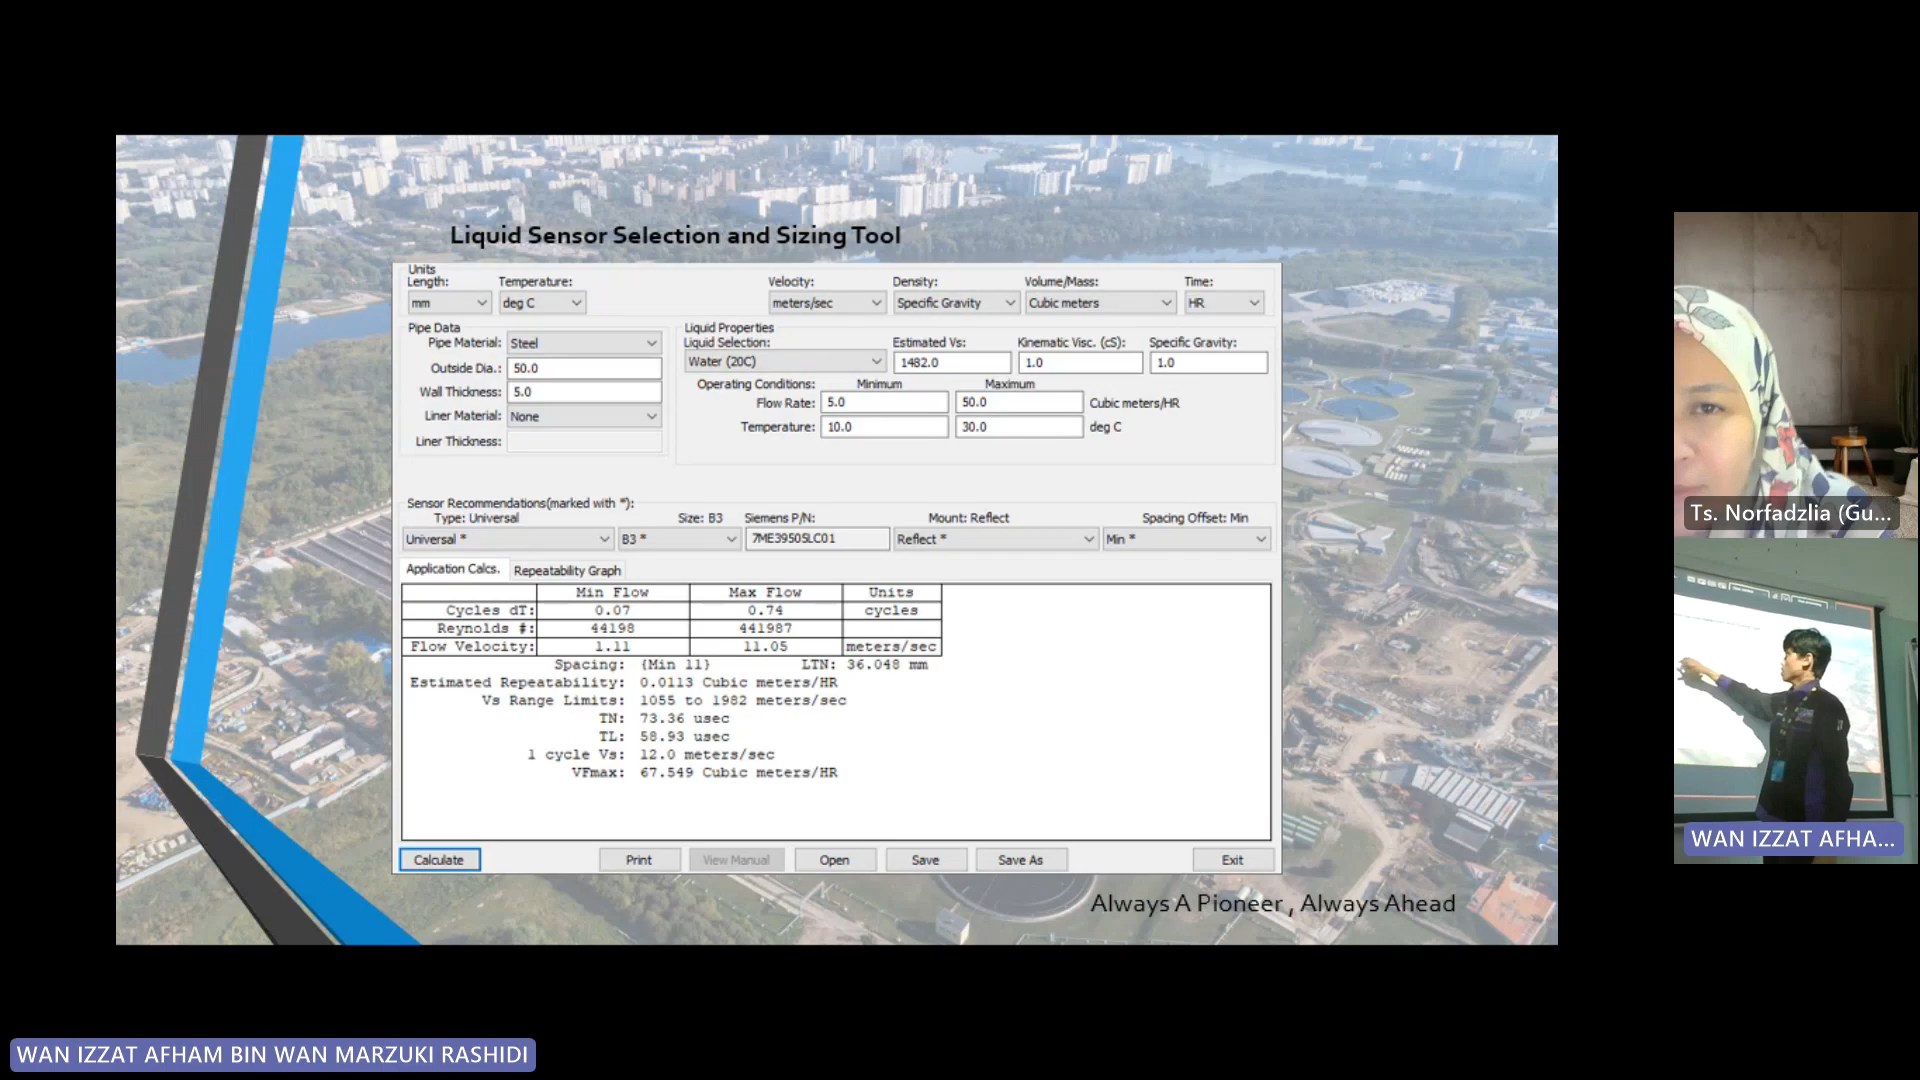 Liquid Sensor Selection and Sizing Tool
Units
Length: Temperature: Velocity: Density: Volume/Mass: Time:
mm deg C meters/sec Specific Gravity Cubic meters HR
Pipe Data
Pipe Material: Steel
Outside Dia.: 50.0
Wall Thickness: 5.0
Liner Material: None
Liner Thickness:
Liquid Properties
Liquid Selection: Estimated Vs: Kinematic Visc. (cS): Specific Gravity:
Water (20C) 1482.0 1.0 1.0
Operating Conditions: Minimum Maximum
Flow Rate: 5.0 50.0 Cubic meters/HR
Temperature: 10.0 30.0 deg C
Sensor Recommendations(marked with *):
Type: Universal Size: B3 Siemens P/N: Mount: Reflect Spacing Offset: Min
Universal * B3 * 7ME39505LC01 Reflect * Min *
Application Calcs. Repeatability Graph
Min Flow Max Flow Units
Cycles dT: 0.07 0.74 cycles
Reynolds #: 44198 441987
Flow Velocity: 1.11 11.05 meters/sec
Spacing: {Min 11} LTN: 36.048 mm
Estimated Repeatability: 0.0113 Cubic meters/HR
Vs Range Limits: 1055 to 1982 meters/sec
TN: 73.36 usec
TL: 58.93 usec
1 cycle Vs: 12.0 meters/sec
VFmax: 67.549 Cubic meters/HR
Calculate Print View Manual Open Save Save As Exit
Always A Pioneer , Always Ahead
Ts. Norfadzlia (Gu...
WAN IZZAT AFHA...
WAN IZZAT AFHAM BIN WAN MARZUKI RASHIDI